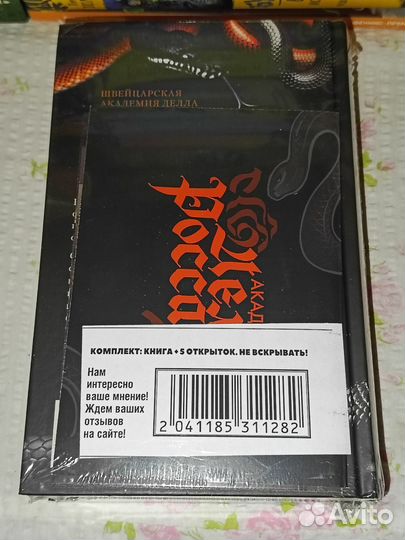 ШВЕЙЦАРСКАЯ
АКАДЕМИЯ ДЕЛЛА
АКАД
росса
КОМПЛЕКТ: КНИГА + 5 ОТКРЫТОК. НЕ ВСКРЫВАТЬ!
Нам
интересно
ваше мнение!
Ждем ваших
отзывов
на сайте!
2 041185 311282
Avito